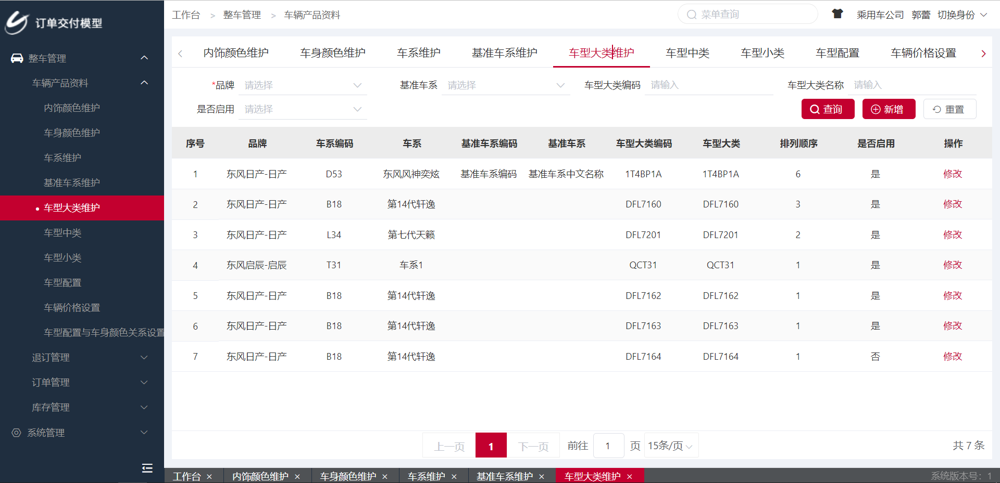 订单交付模型
工作台 > 整车管理 > 车辆产品资料
菜单查询
乘用车公司 郭蕾 切换身份
整车管理
车辆产品资料
内饰颜色维护
车身颜色维护
车系维护
基准车系维护
车型大类维护
车型中类
车型小类
车型配置
车辆价格设置
车型配置与车身颜色关系设置
退订管理
订单管理
库存管理
系统管理
内饰颜色维护 车身颜色维护 车系维护 基准车系维护 车型大类维护 车型中类 车型小类 车型配置 车辆价格设置
*品牌 请选择 基准车系 请选择 车型大类编码 请输入 车型大类名称 请输入
是否启用 请选择 查询 新增 重置
序号 品牌 车系编码 车系 基准车系编码 基准车系 车型大类编码 车型大类 排列顺序 是否启用 操作
1 东风日产-日产 D53 东风风神奕炫 基准车系编码 基准车系中文名称 1T4BP1A 1T4BP1A 6 是 修改
2 东风日产-日产 B18 第14代轩逸 DFL7160 DFL7160 3 是 修改
3 东风日产-日产 L34 第七代天籁 DFL7201 DFL7201 2 是 修改
4 东风启辰-启辰 T31 车系1 QCT31 QCT31 1 是 修改
5 东风日产-日产 B18 第14代轩逸 DFL7162 DFL7162 1 是 修改
6 东风日产-日产 B18 第14代轩逸 DFL7163 DFL7163 1 是 修改
7 东风日产-日产 B18 第14代轩逸 DFL7164 DFL7164 1 否 修改
上一页 1 下一页 前往 1 页 15条/页 共 7 条
工作台 × 内饰颜色维护 × 车身颜色维护 × 车系维护 × 基准车系维护 × 车型大类维护 × 系统版本号：1